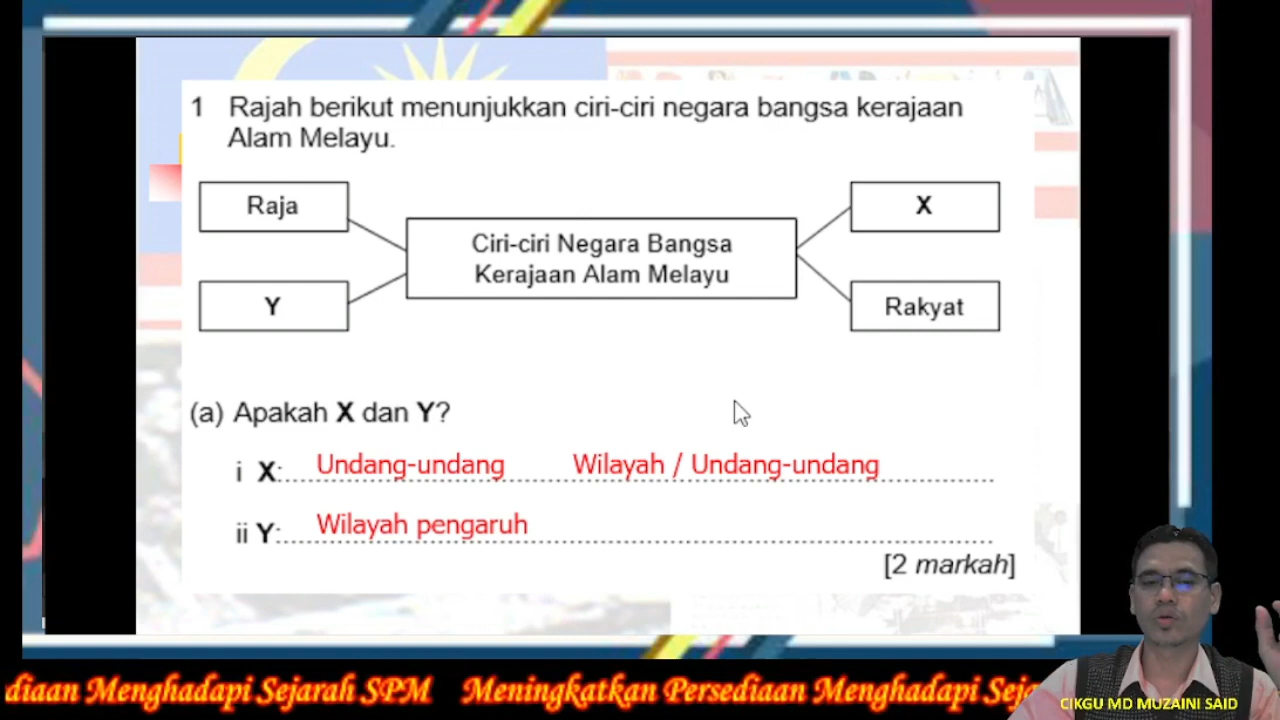 1 Rajah berikut menunjukkan ciri-ciri negara bangsa kerajaan
Alam Melayu.
Raja
X
Ciri-ciri Negara Bangsa
Kerajaan Alam Melayu
Y
Rakyat
(a) Apakah X dan Y?
i X: Undang-undang Wilayah / Undang-undang
ii Y: Wilayah pengaruh
[2 markah]
diaan Menghadapi Sejarah SPM Meningkatkan Persediaan Menghadapi Seja
CIKGU MD MUZAINI SAID